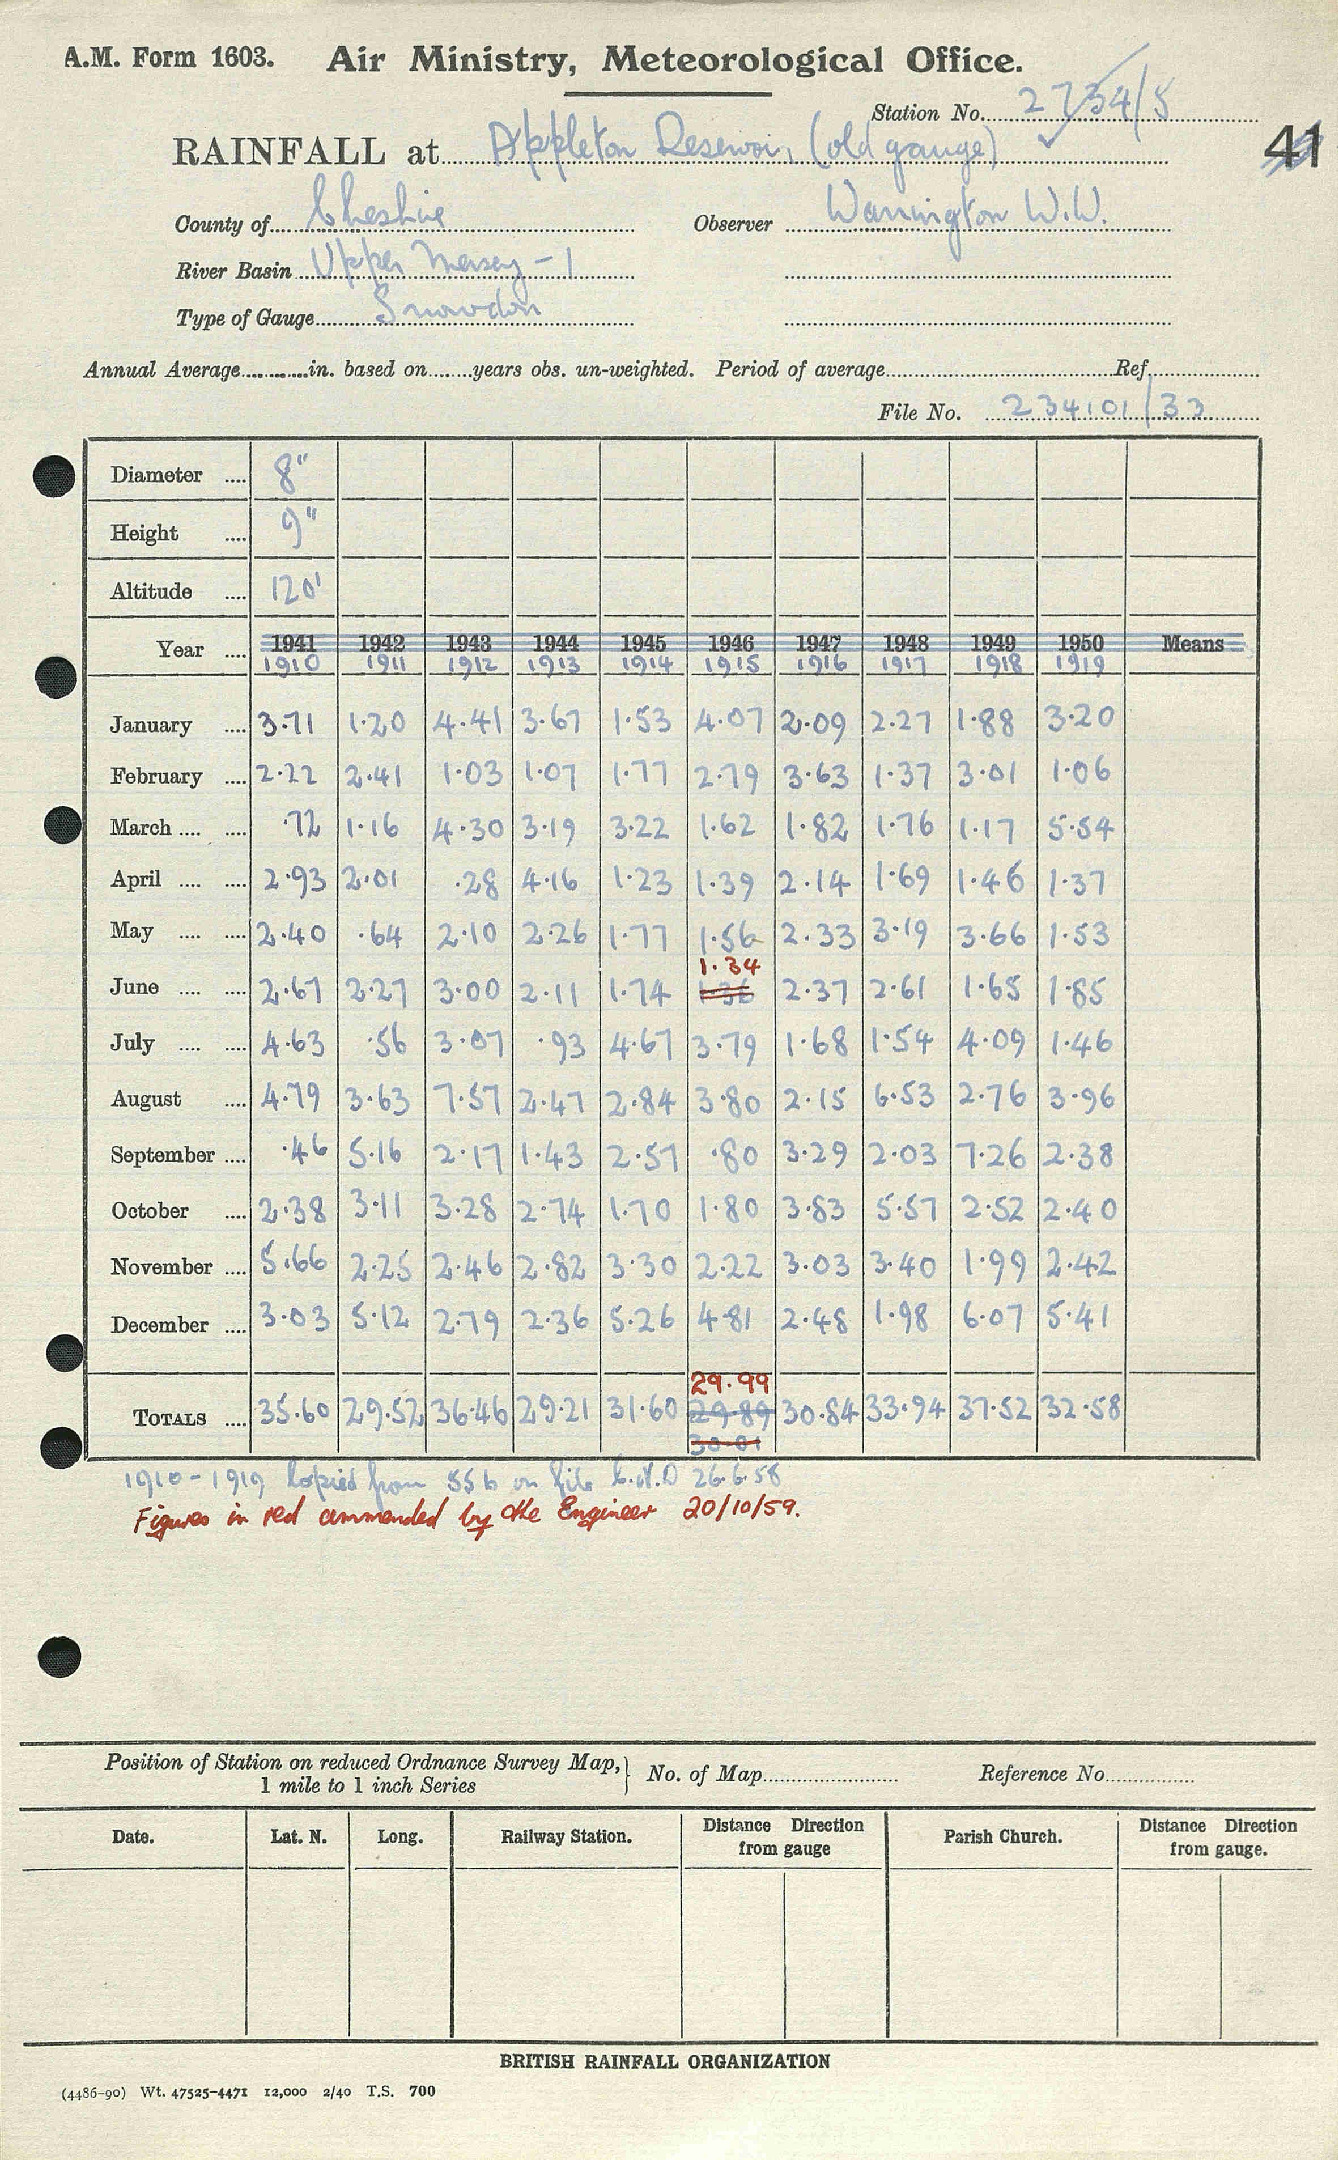 A.M. Form 1603. Air Ministry, Meteorological Office.
Station No. 2734/5
RAINFALL at Appleton Reservoir (old gauge)
41
County of Cheshire Observer Warrington W.W.
River Basin Upper Mersey - 1
Type of Gauge Snowdon
Annual Average in. based on years obs. un-weighted. Period of average Ref.
File No. 234101/33
Diameter 8"
Height 9"
Altitude 120'
Year 1941 1942 1943 1944 1945 1946 1947 1948 1949 1950 Means
1910 1911 1912 1913 1914 1915 1916 1917 1918 1919
January 3.71 1.20 4.41 3.67 1.53 4.07 2.09 2.27 1.88 3.20
February 2.22 2.41 1.03 1.07 1.77 2.79 3.63 1.37 3.01 1.06
March .72 1.16 4.30 3.19 3.22 1.62 1.82 1.76 1.17 5.54
April 2.93 2.01 .28 4.16 1.23 1.39 2.14 1.69 1.46 1.37
May 2.40 .64 2.10 2.26 1.77 1.56 2.33 3.19 3.66 1.53
1.34
June 2.67 2.27 3.00 2.11 1.74 1.36 2.37 2.61 1.65 1.85
July 4.63 .56 3.07 .93 4.67 3.79 1.68 1.54 4.09 1.46
August 4.79 3.63 7.57 2.47 2.84 3.80 2.15 6.53 2.76 3.96
September .46 5.16 2.17 1.43 2.57 .80 3.29 2.03 7.26 2.38
October 2.38 3.11 3.28 2.74 1.70 1.80 3.83 5.57 2.52 2.40
November 5.66 2.25 2.46 2.82 3.30 2.22 3.03 3.40 1.99 2.42
December 3.03 5.12 2.79 2.36 5.26 4.81 2.48 1.98 6.07 5.41
29.99
TOTALS 35.60 29.52 36.46 29.21 31.60 29.89 30.84 33.94 37.52 32.58
30.01
1910 - 1919 Copied from SSb on file 26.6.58
Figures in red ammended by the Engineer 20/10/59.
Position of Station on reduced Ordnance Survey Map, 1 mile to 1 inch Series } No. of Map Reference No.
Date. Lat. N. Long. Railway Station. Distance Direction from gauge Parish Church. Distance Direction from gauge.
BRITISH RAINFALL ORGANIZATION
(4486-90) Wt. 47525-4471 12,000 2/40 T.S. 700